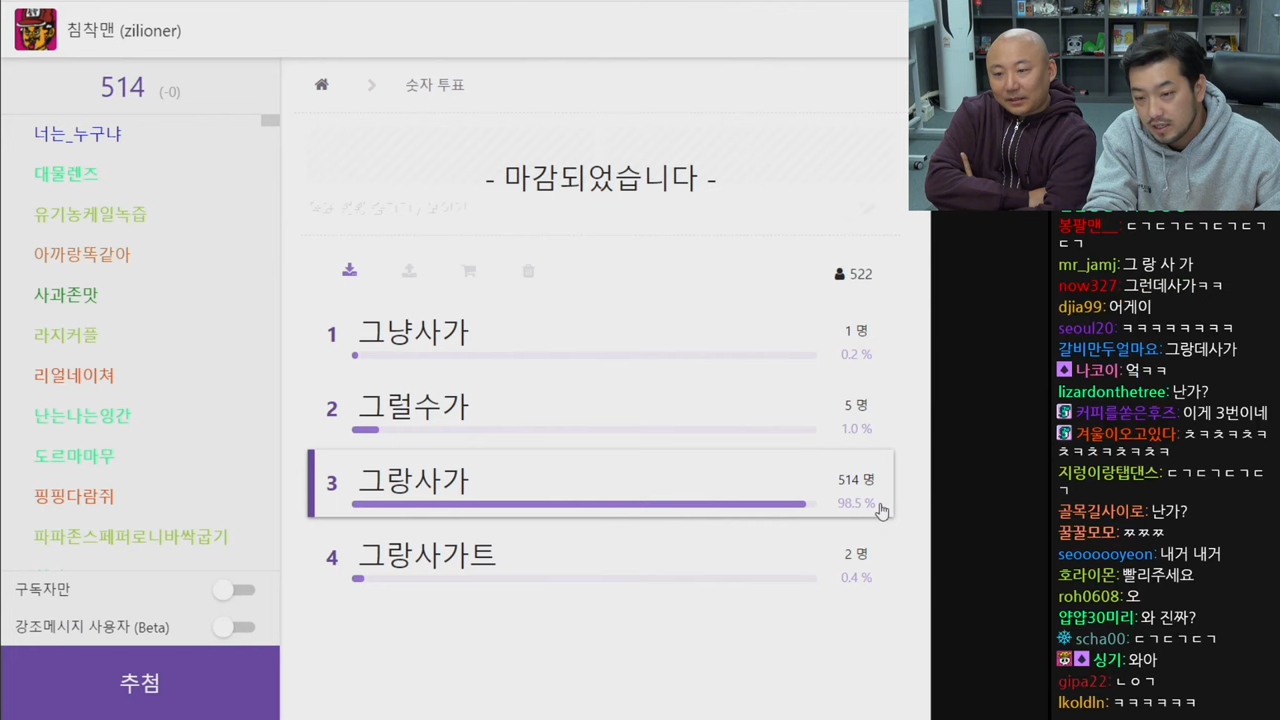 침착맨 (zilioner)
514 (-0)
너는_누구냐
대물렌즈
유기농케일녹즙
아까랑똑같아
사과존맛
라지커플
리얼네이쳐
난는나는잉간
도르마마무
핑핑다람쥐
파파존스페퍼로니바싹굽기
구독자만
강조메시지 사용자 (Beta)
추첨
숫자 투표
- 마감되었습니다 -
522
1 그냥사가 1 명
0.2 %
2 그럴수가 5 명
1.0 %
3 그랑사가 514 명
98.5 %
4 그랑사가트 2 명
0.4 %
봉팔맨__: ㄷㄱㄷㄱㄷㄱㄷㄱㄷㄱ
ㄷㄱ
mr_jamj: 그 랑 사 가
now327: 그런데사가ㅋㅋ
djia99: 어게이
seoul20: ㅋㅋㅋㅋㅋㅋㅋㅋ
갈비만두얼마요: 그랑데사가
나코이: 엌ㅋㅋ
lizardonthetree: 난가?
커피를쏟은후즈: 이게 3번이네
겨울이오고있다: ㅊㅋㅊㅋㅊㅋ
ㅊㅋㅊㅋㅊㅋㅊㅋ
지렁이랑탭댄스: ㄷㄱㄷㄱㄷㄱㄷ
ㄱ
골목길사이로: 난가?
꿀꿀모모: ㅉㅉㅉ
seoooooyeon: 내거 내거
호라이몬: 빨리주세요
roh0608: 오
얍얍30미리: 와 진짜?
scha00: ㄷㄱㄷㄱㄷㄱ
싱기: 와아
gipa22: ㄴㅇㄱ
lkoldln: ㅋㅋㅋㅋㅋㅋ